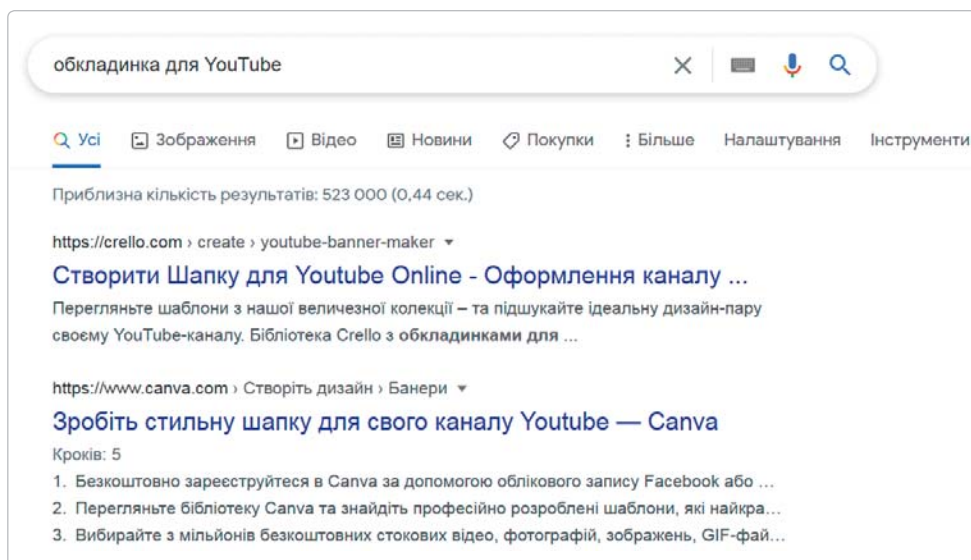 обкладинка для YouTube
Усі Зображення Відео Новини Покупки Більше Налаштування Інструменти
Приблизна кількість результатів: 523 000 (0,44 сек.)
https://crello.com › create › youtube-banner-maker
Створити Шапку для Youtube Online - Оформлення каналу ...
Перегляньте шаблони з нашої величезної колекції – та підшукайте ідеальну дизайн-пару
своєму YouTube-каналу. Бібліотека Crello з обкладинками для ...
https://www.canva.com › Створіть дизайн › Банери
Зробіть стильну шапку для свого каналу Youtube — Canva
Кроків: 5
1. Безкоштовно зареєструйтеся в Canva за допомогою облікового запису Facebook або ...
2. Перегляньте бібліотеку Canva та знайдіть професійно розроблені шаблони, які найкра...
3. Вибирайте з мільйонів безкоштовних стокових відео, фотографій, зображень, GIF-фай...